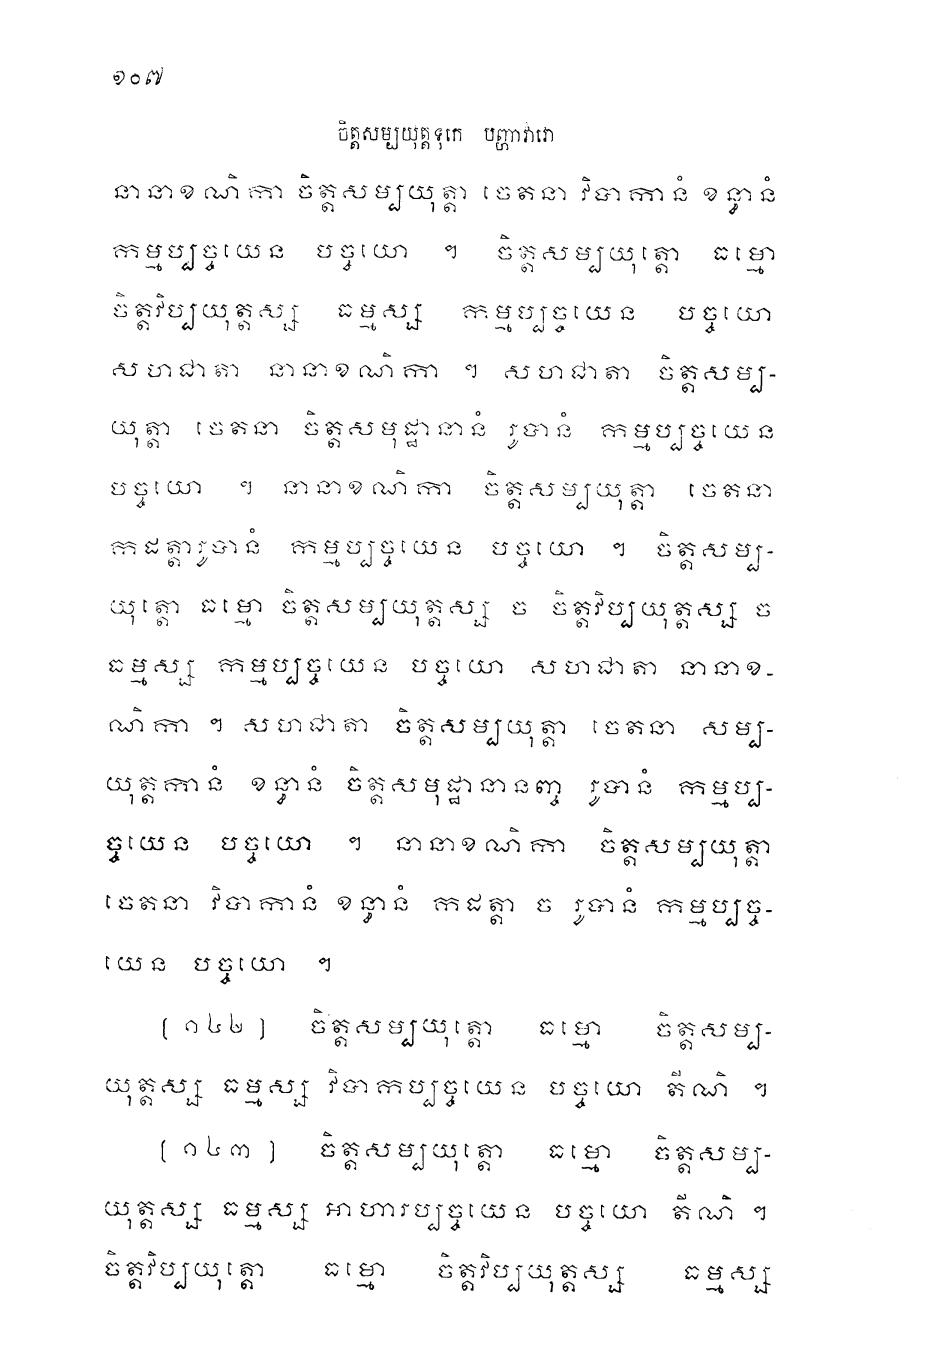 ១០៧
ចិត្តសម្បយុត្តទុកេ បញ្ហាវារោ
នានាខណិកា ចិត្តសម្បយុត្តា ចេតនា វិបាកានំ ខន្ធានំ
កម្មប្បច្ចយេន បច្ចយោ ។ ចិត្តសម្បយុត្តោ ធម្មោ
ចិត្តវិប្បយុត្តស្ស ធម្មស្ស កម្មប្បច្ចយេន បច្ចយោ
សហជាតា នានាខណិកា ។ សហជាតា ចិត្តសម្ប-
យុត្តា ចេតនា ចិត្តសមុដ្ឋានានំ រូបានំ កម្មប្បច្ចយេន
បច្ចយោ ។ នានាខណិកា ចិត្តសម្បយុត្តា ចេតនា
កដត្តារូបានំ កម្មប្បច្ចយេន បច្ចយោ ។ ចិត្តសម្ប-
យុត្តោ ធម្មោ ចិត្តសម្បយុត្តស្ស ច ចិត្តវិប្បយុត្តស្ស ច
ធម្មស្ស កម្មប្បច្ចយេន បច្ចយោ សហជាតា នានាខ-
ណិកា ។ សហជាតា ចិត្តសម្បយុត្តា ចេតនា សម្ប-
យុត្តកានំ ខន្ធានំ ចិត្តសមុដ្ឋានានញ្ច រូបានំ កម្មប្ប-
ច្ចយេន បច្ចយោ ។ នានាខណិកា ចិត្តសម្បយុត្តា
ចេតនា វិបាកានំ ខន្ធានំ កដត្តា ច រូបានំ កម្មប្បច្ច-
យេន បច្ចយោ ។
[ ១៤២ ] ចិត្តសម្បយុត្តោ ធម្មោ ចិត្តសម្ប-
យុត្តស្ស ធម្មស្ស វិបាកប្បច្ចយេន បច្ចយោ តីណិ ។
[ ១៤៣ ] ចិត្តសម្បយុត្តោ ធម្មោ ចិត្តសម្ប-
យុត្តស្ស ធម្មស្ស អាហារប្បច្ចយេន បច្ចយោ តីណិ ។
ចិត្តវិប្បយុត្តោ ធម្មោ ចិត្តវិប្បយុត្តស្ស ធម្មស្ស